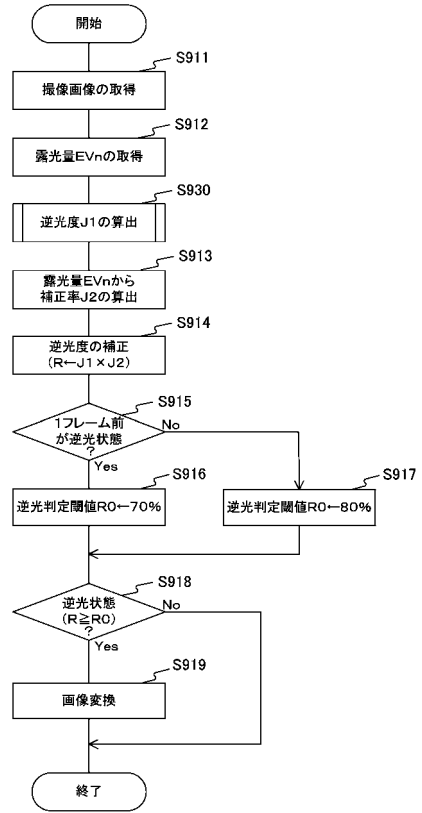 開始
S911
撮像画像の取得
S912
露光量EVnの取得
S930
逆光度J1の算出
S913
露光量EVnから
補正率J2の算出
S914
逆光度の補正
(R←J1×J2)
S915
1フレーム前
が逆光状態
?
No
Yes
S916
逆光判定閾値R0←70%
S917
逆光判定閾値R0←80%
S918
逆光状態
(R≧R0)
?
No
Yes
S919
画像変換
終了